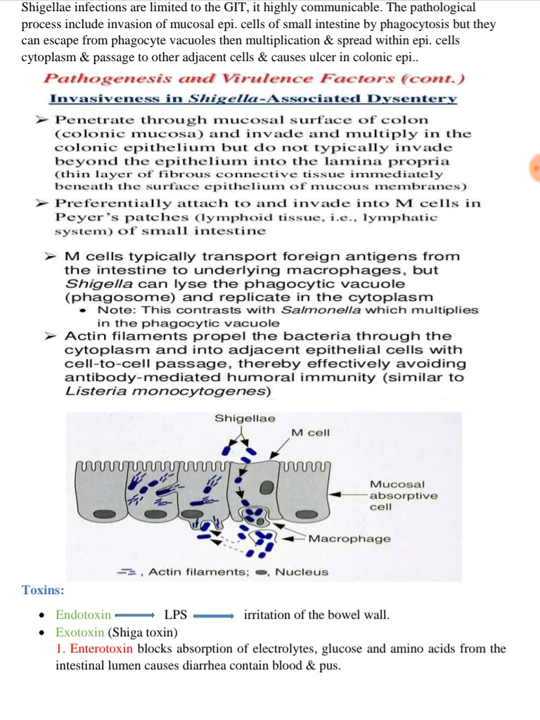 Shigellae infections are limited to the GIT, it highly communicable. The pathological
process include invasion of mucosal epi. cells of small intestine by phagocytosis but they
can escape from phagocyte vacuoles then multiplication & spread within epi. cells
cytoplasm & passage to other adjacent cells & causes ulcer in colonic epi..
Pathogenesis and Virulence Factors (cont.)
Invasiveness in Shigella-Associated Dysentery
➢ Penetrate through mucosal surface of colon
(colonic mucosa) and invade and multiply in the
colonic epithelium but do not typically invade
beyond the epithelium into the lamina propria
(thin layer of fibrous connective tissue immediately
beneath the surface epithelium of mucous membranes)
➢ Preferentially attach to and invade into M cells in
Peyer's patches (lymphoid tissue, i.e., lymphatic
system) of small intestine
➢ M cells typically transport foreign antigens from
the intestine to underlying macrophages, but
Shigella can lyse the phagocytic vacuole
(phagosome) and replicate in the cytoplasm
• Note: This contrasts with Salmonella which multiplies
in the phagocytic vacuole
➢ Actin filaments propel the bacteria through the
cytoplasm and into adjacent epithelial cells with
cell-to-cell passage, thereby effectively avoiding
antibody-mediated humoral immunity (similar to
Listeria monocytogenes)
Shigellae
M cell
Mucosal
absorptive
cell
Macrophage
, Actin filaments; , Nucleus
Toxins:
• Endotoxin LPS irritation of the bowel wall.
• Exotoxin (Shiga toxin)
1. Enterotoxin blocks absorption of electrolytes, glucose and amino acids from the
intestinal lumen causes diarrhea contain blood & pus.